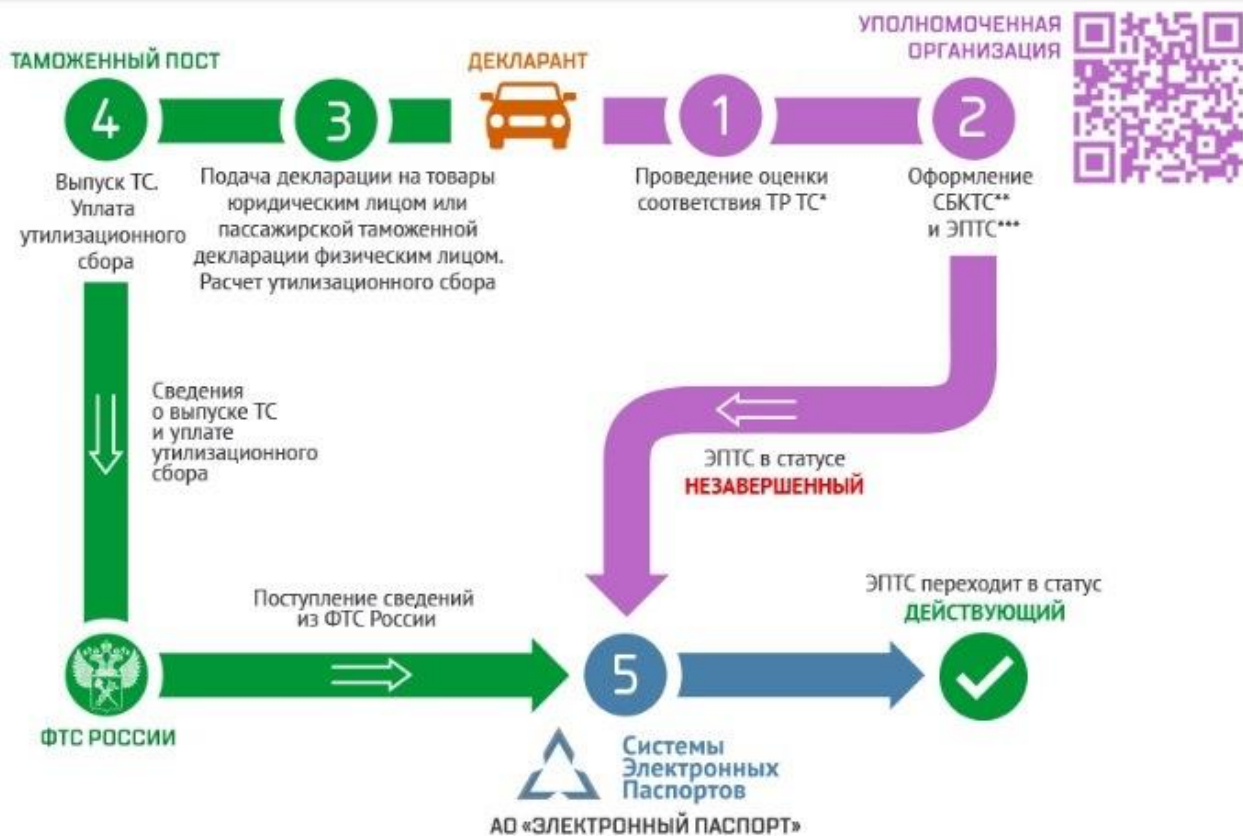 УПОЛНОМОЧЕННАЯ
ОРГАНИЗАЦИЯ
ТАМОЖЕННЫЙ ПОСТ
ДЕКЛАРАНТ
4
3
1
2
Выпуск ТС.
Уплата
утилизационного
сбора
Подача декларации на товары
юридическим лицом или
пассажирской таможенной
декларации физическим лицом.
Расчет утилизационного сбора
Проведение оценки
соответствия ТР ТС*
Оформление
СБКТС**
и ЭПТС***
Сведения
о выпуске ТС
и уплате
утилизационного
сбора
ЭПТС в статусе
НЕЗАВЕРШЕННЫЙ
Поступление сведений
из ФТС России
ЭПТС переходит в статус
ДЕЙСТВУЮЩИЙ
5
ФТС РОССИИ
Системы
Электронных
Паспортов
АО «ЭЛЕКТРОННЫЙ ПАСПОРТ»